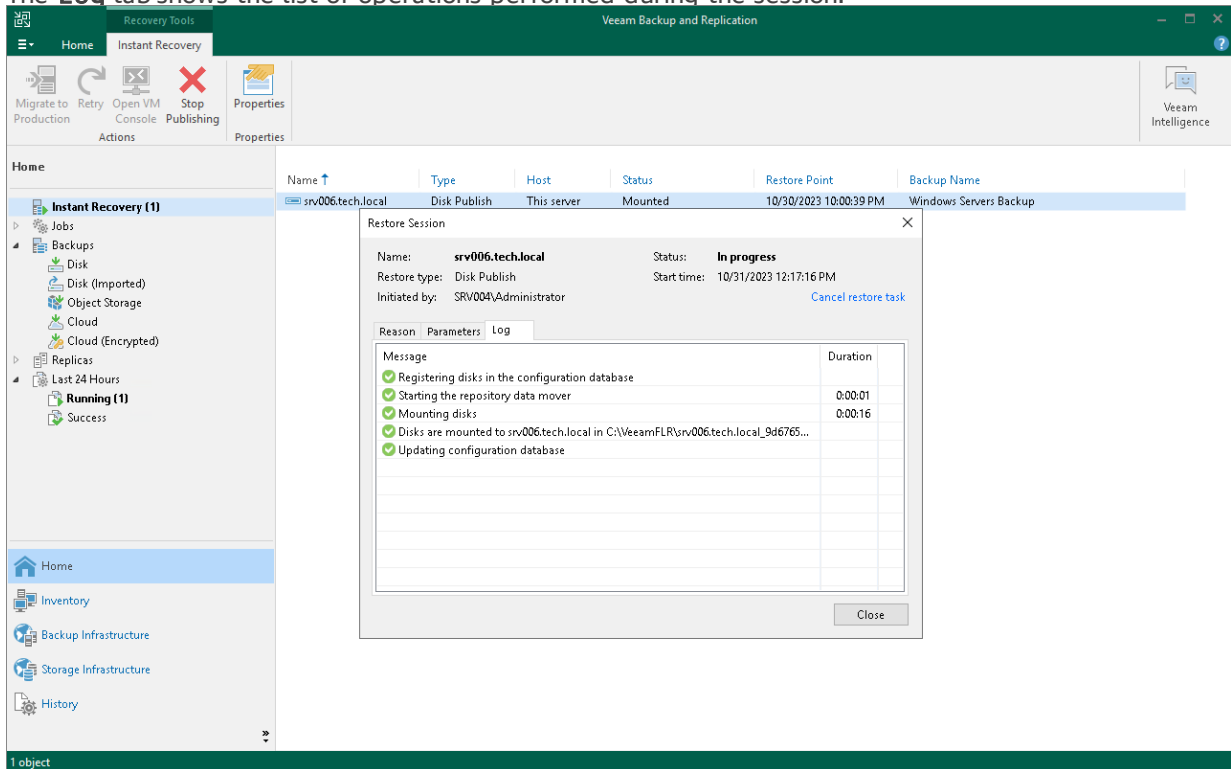 The Log tab shows the list of operations performed during the session.
Recovery Tools
Veeam Backup and Replication
Home Instant Recovery
Migrate to Production
Retry
Open VM Console
Stop Publishing
Actions
Properties
Properties
Veeam Intelligence
Home
Instant Recovery (1)
Jobs
Backups
Disk
Disk (Imported)
Object Storage
Cloud
Cloud (Encrypted)
Replicas
Last 24 Hours
Running (1)
Success
Home
Inventory
Backup Infrastructure
Storage Infrastructure
History
Name Type Host Status Restore Point Backup Name
srv006.tech.local Disk Publish This server Mounted 10/30/2023 10:00:39 PM Windows Servers Backup
Restore Session
Name: srv006.tech.local Status: In progress
Restore type: Disk Publish Start time: 10/31/2023 12:17:16 PM
Initiated by: SRV004\Administrator Cancel restore task
Reason Parameters Log
Message Duration
Registering disks in the configuration database
Starting the repository data mover 0:00:01
Mounting disks 0:00:16
Disks are mounted to srv006.tech.local in C:\VeeamFLR\srv006.tech.local_9d6765...
Updating configuration database
Close
1 object